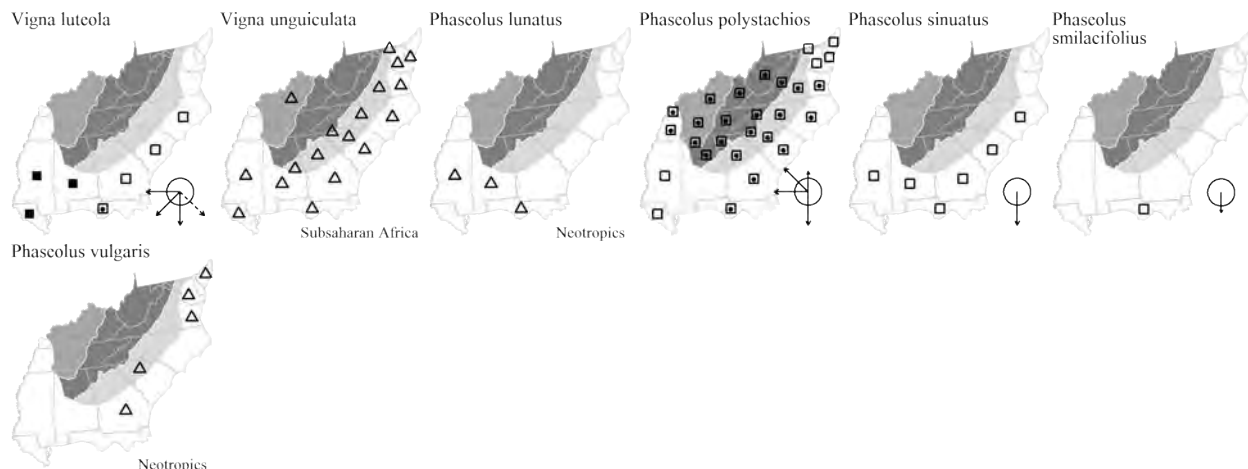 Vigna luteola
Vigna unguiculata
Phaseolus lunatus
Phaseolus polystachios
Phaseolus sinuatus
Phaseolus
smilacifolius
Subsaharan Africa
Neotropics
Phaseolus vulgaris
Neotropics